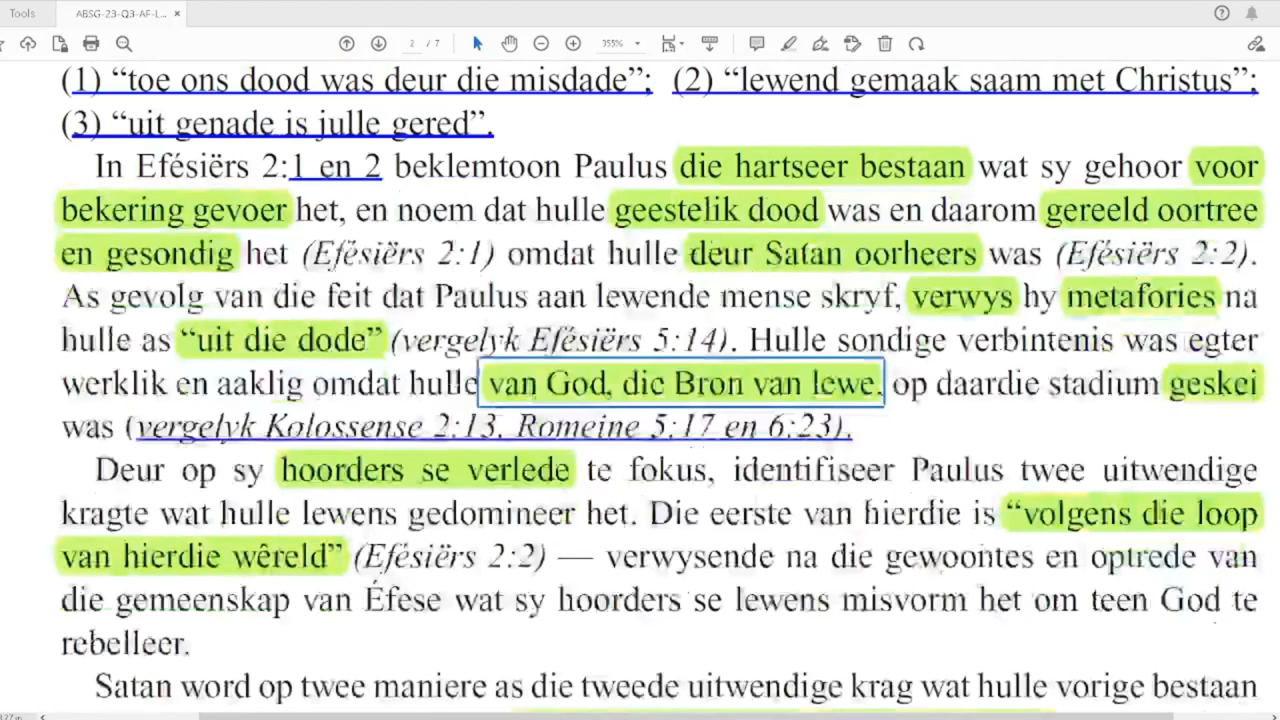 Tools
ABSG-23-Q3-AF-L...
2 / 7
355%
(1) “toe ons dood was deur die misdade”; (2) “lewend gemaak saam met Christus”;
(3) “uit genade is julle gered”.
In Efésiërs 2:1 en 2 beklemtoon Paulus die hartseer bestaan wat sy gehoor voor
bekering gevoer het, en noem dat hulle geestelik dood was en daarom gereeld oortree
en gesondig het (Efésiërs 2:1) omdat hulle deur Satan oorheers was (Efésiërs 2:2).
As gevolg van die feit dat Paulus aan lewende mense skryf, verwys hy metafories na
hulle as “uit die dode” (vergelyk Efésiërs 5:14). Hulle sondige verbintenis was egter
werklik en aaklig omdat hulle van God, die Bron van lewe, op daardie stadium geskei
was (vergelyk Kolossense 2:13, Romeine 5:17 en 6:23).
Deur op sy hoorders se verlede te fokus, identifiseer Paulus twee uitwendige
kragte wat hulle lewens gedomineer het. Die eerste van hierdie is “volgens die loop
van hierdie wêreld” (Efésiërs 2:2) — verwysende na die gewoontes en optrede van
die gemeenskap van Éfese wat sy hoorders se lewens misvorm het om teen God te
rebelleer.
Satan word op twee maniere as die tweede uitwendige krag wat hulle vorige bestaan